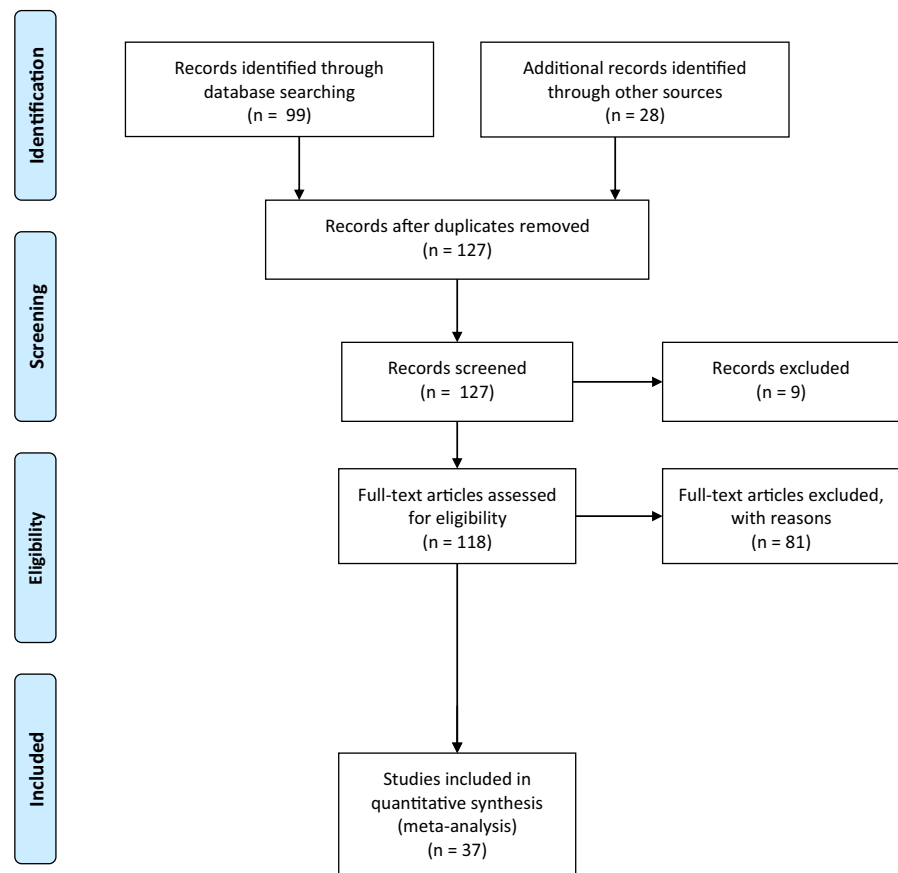 Identification
Records identified through
database searching
(n = 99)
Additional records identified
through other sources
(n = 28)
Records after duplicates removed
(n = 127)
Screening
Records screened
(n = 127)
Records excluded
(n = 9)
Eligibility
Full-text articles assessed
for eligibility
(n = 118)
Full-text articles excluded,
with reasons
(n = 81)
Included
Studies included in
quantitative synthesis
(meta-analysis)
(n = 37)